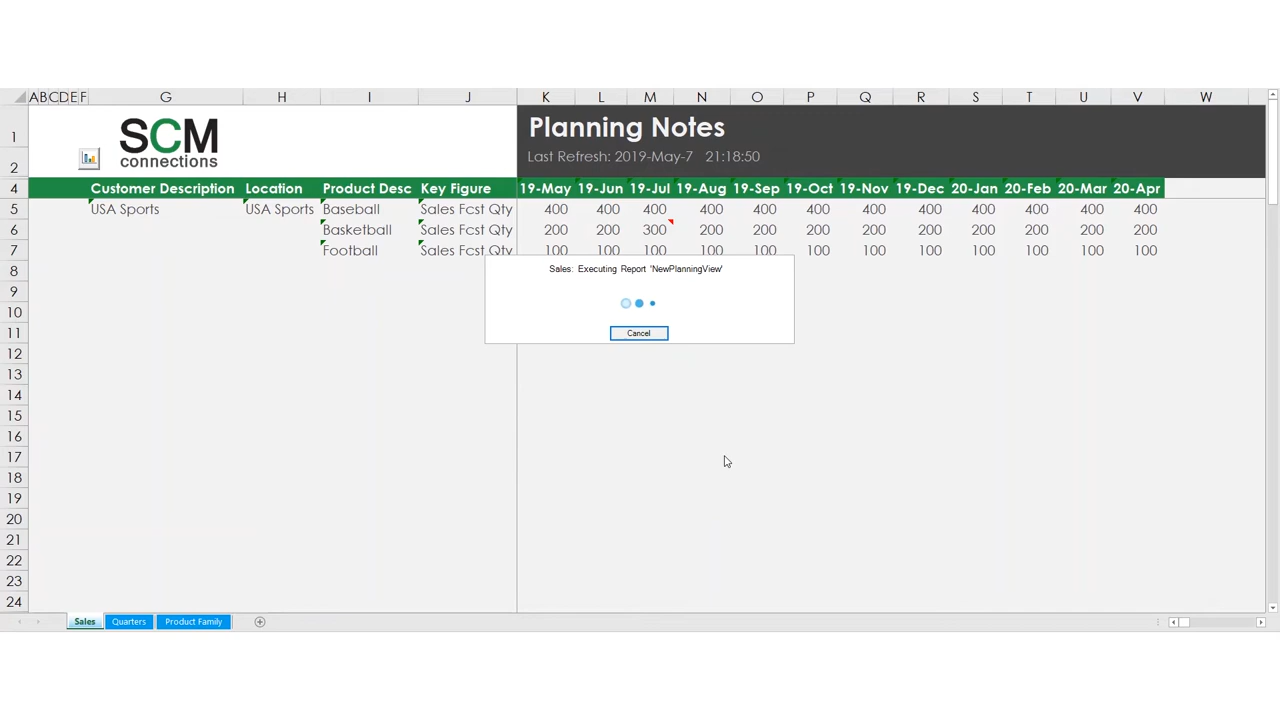 A B C D E F G H I J K L M N O P Q R S T U V W
1 SCM Planning Notes
2 connections Last Refresh: 2019-May-7 21:18:50
4 Customer Description Location Product Desc Key Figure 19-May 19-Jun 19-Jul 19-Aug 19-Sep 19-Oct 19-Nov 19-Dec 20-Jan 20-Feb 20-Mar 20-Apr
5 USA Sports USA Sports Baseball Sales Fcst Qty 400 400 400 400 400 400 400 400 400 400 400 400
6 Basketball Sales Fcst Qty 200 200 300 200 200 200 200 200 200 200 200 200
7 Football Sales Fcst Qty 100 100 100 100 100 100 100 100 100 100 100 100
8
Sales: Executing Report 'NewPlanningView'
9
10
11
Cancel
12
13
14
15
16
17
18
19
20
21
22
23
24
Sales Quarters Product Family